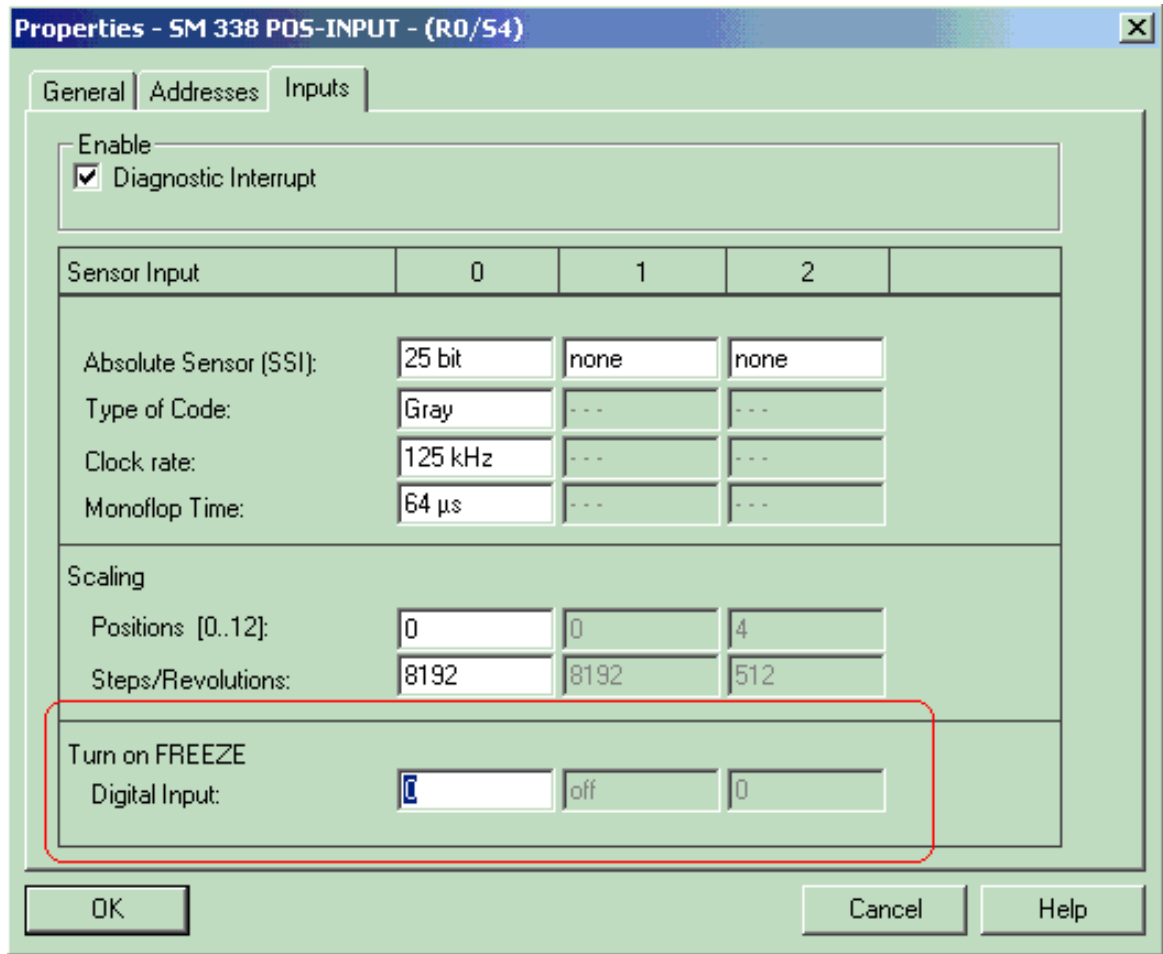 Properties - SM 338 POS-INPUT - (R0/S4)
General Addresses Inputs
Enable
Diagnostic Interrupt
Sensor Input 0 1 2
Absolute Sensor (SSI): 25 bit none none
Type of Code: Gray - - - - - -
Clock rate: 125 kHz - - - - - -
Monoflop Time: 64 µs - - - - - -
Scaling
Positions [0..12]: 0 0 4
Steps/Revolutions: 8192 8192 512
Turn on FREEZE
Digital Input: 0 off 0
OK Cancel Help